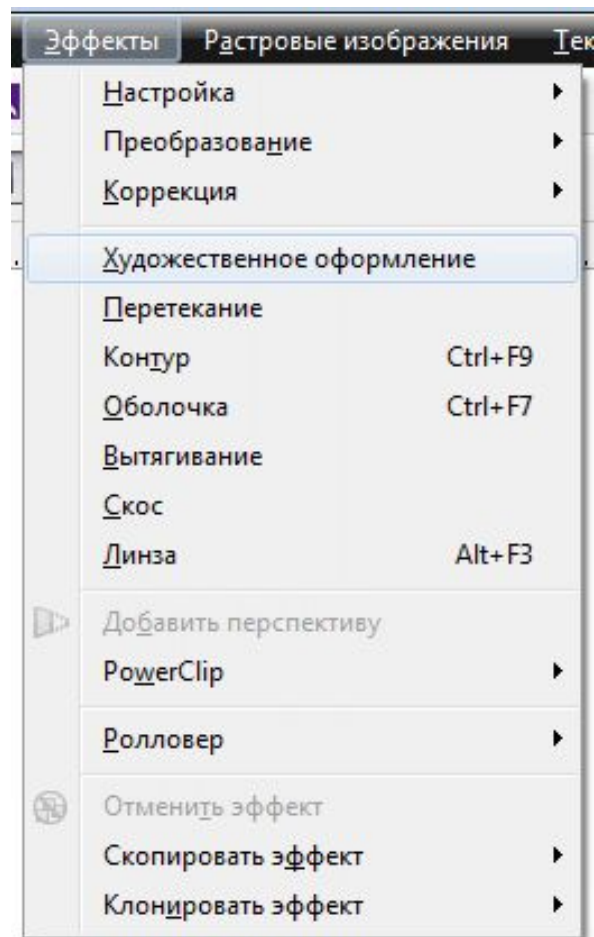 Эффекты Растровые изображения Тек
Настройка
Преобразование
Коррекция
Художественное оформление
Перетекание
Контур Ctrl+F9
Оболочка Ctrl+F7
Вытягивание
Скос
Линза Alt+F3
Добавить перспективу
PowerClip
Ролловер
Отменить эффект
Скопировать эффект
Клонировать эффект